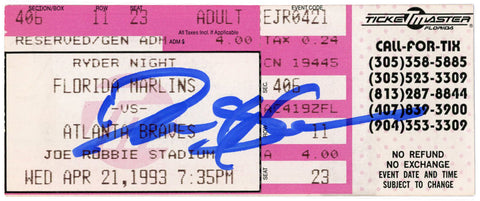 SECTION/BOX ROW SEAT
406 11 23 ADULT EJR0421
All Taxes Incl. If Applicable
RESERVED/GEN ADM ADM$ 4.00 TAX 0.24
RYDER NIGHT CN 19445
FLORIDA MARLINS SEC 406
-VS-
ATLANTA BRAVES 11
JOE ROBBIE STADIUM 4.00
WED APR 21,1993 7:35PM SEAT 23
TICKETMASTER
FLORIDA
CALL-FOR-TIX
(305)358-5885
(305)523-3309
(813)287-8844
(407)839-3900
(904)353-3309
NO REFUND
NO EXCHANGE
EVENT DATE AND TIME
SUBJECT TO CHANGE